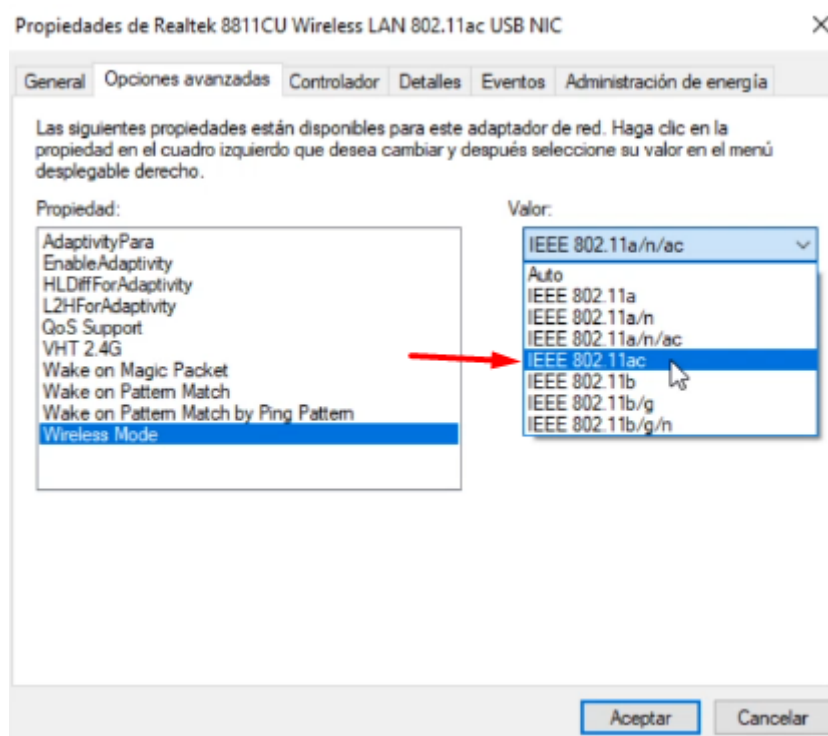 Propiedades de Realtek 8811CU Wireless LAN 802.11ac USB NIC
General Opciones avanzadas Controlador Detalles Eventos Administración de energía
Las siguientes propiedades están disponibles para este adaptador de red. Haga clic en la
propiedad en el cuadro izquierdo que desea cambiar y después seleccione su valor en el menú
desplegable derecho.
Propiedad:
AdaptivityPara
EnableAdaptivity
HLDiffForAdaptivity
L2HForAdaptivity
QoS Support
VHT 2.4G
Wake on Magic Packet
Wake on Pattern Match
Wake on Pattern Match by Ping Pattern
Wireless Mode
Valor:
IEEE 802.11a/n/ac
Auto
IEEE 802.11a
IEEE 802.11a/n
IEEE 802.11a/n/ac
IEEE 802.11ac
IEEE 802.11b
IEEE 802.11b/g
IEEE 802.11b/g/n
Aceptar Cancelar